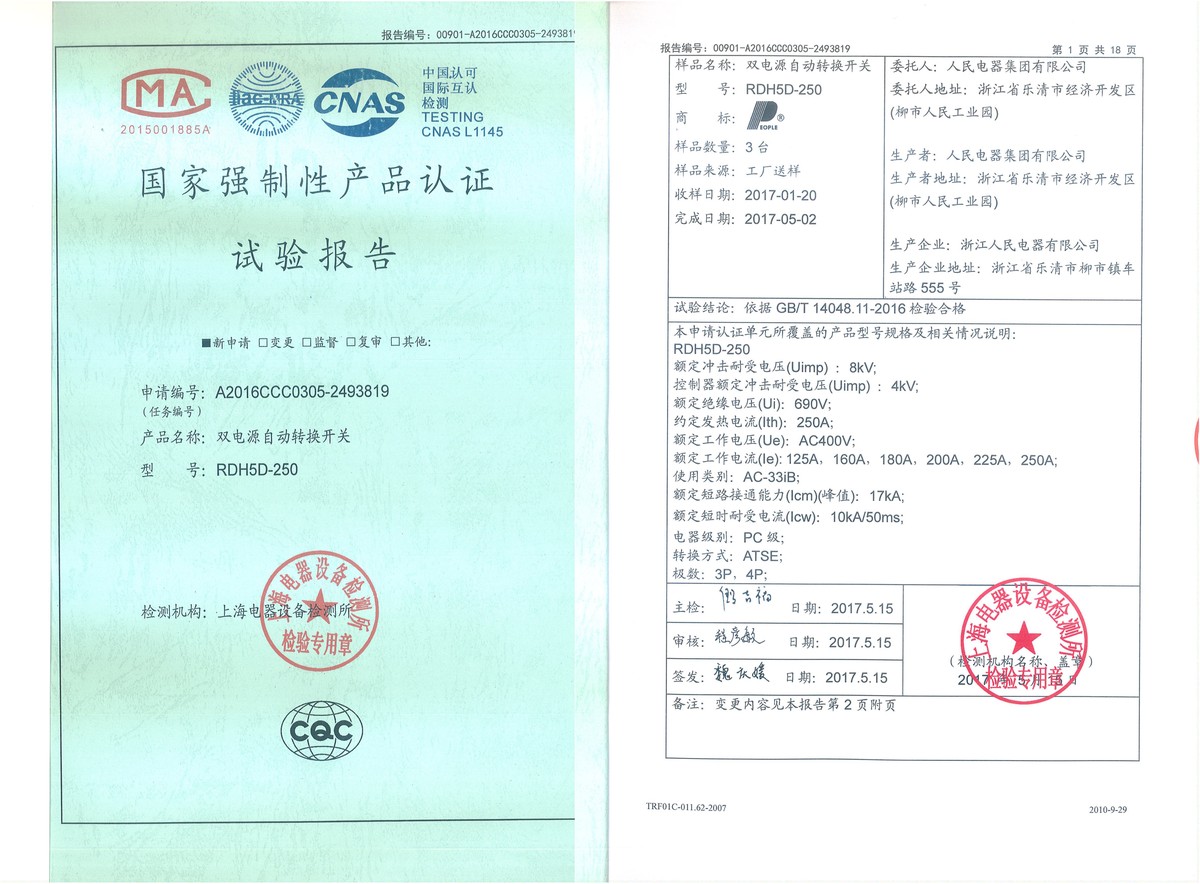 报告编号：00901-A2016CCC0305-2493819
MA
2015001885A
ilac-MRA
CNAS
中国认可
国际互认
检测
TESTING
CNAS L1145
国家强制性产品认证
试验报告
■新申请 □变更 □监督 □复审 □其他:
申请编号：A2016CCC0305-2493819
（任务编号）
产品名称：双电源自动转换开关
型　　号：RDH5D-250
检测机构：上海电器设备检测所
上海电器设备检测所
检验专用章
CQC
报告编号：00901-A2016CCC0305-2493819
第 1 页 共 18 页
样品名称：双电源自动转换开关
型　　号：RDH5D-250
商　　标：
PEOPLE®
样品数量：3 台
样品来源：工厂送样
收样日期：2017-01-20
完成日期：2017-05-02
委托人：人民电器集团有限公司
委托人地址：浙江省乐清市经济开发区
(柳市人民工业园)
生产者：人民电器集团有限公司
生产者地址：浙江省乐清市经济开发区
(柳市人民工业园)
生产企业：浙江人民电器有限公司
生产企业地址：浙江省乐清市柳市镇车
站路 555 号
试验结论：依据 GB/T 14048.11-2016 检验合格
本申请认证单元所覆盖的产品型号规格及相关情况说明：
RDH5D-250
额定冲击耐受电压(Uimp) ：8kV;
控制器额定冲击耐受电压(Uimp) ：4kV;
额定绝缘电压(Ui)：690V;
约定发热电流(Ith)：250A;
额定工作电压(Ue)：AC400V;
额定工作电流(Ie): 125A，160A，180A，200A，225A，250A;
使用类别：AC-33iB;
额定短路接通能力(Icm)(峰值)：17kA;
额定短时耐受电流(Icw)：10kA/50ms;
电器级别：PC 级;
转换方式：ATSE;
极数：3P，4P;
主检：
日期：2017.5.15
审核：
日期：2017.5.15
签发：
日期：2017.5.15
上海电器设备检测所
（检测机构名称、盖章）
2017 年 5 月 15 日
检验专用章
备注：变更内容见本报告第 2 页附页
TRF01C-011.62-2007
2010-9-29